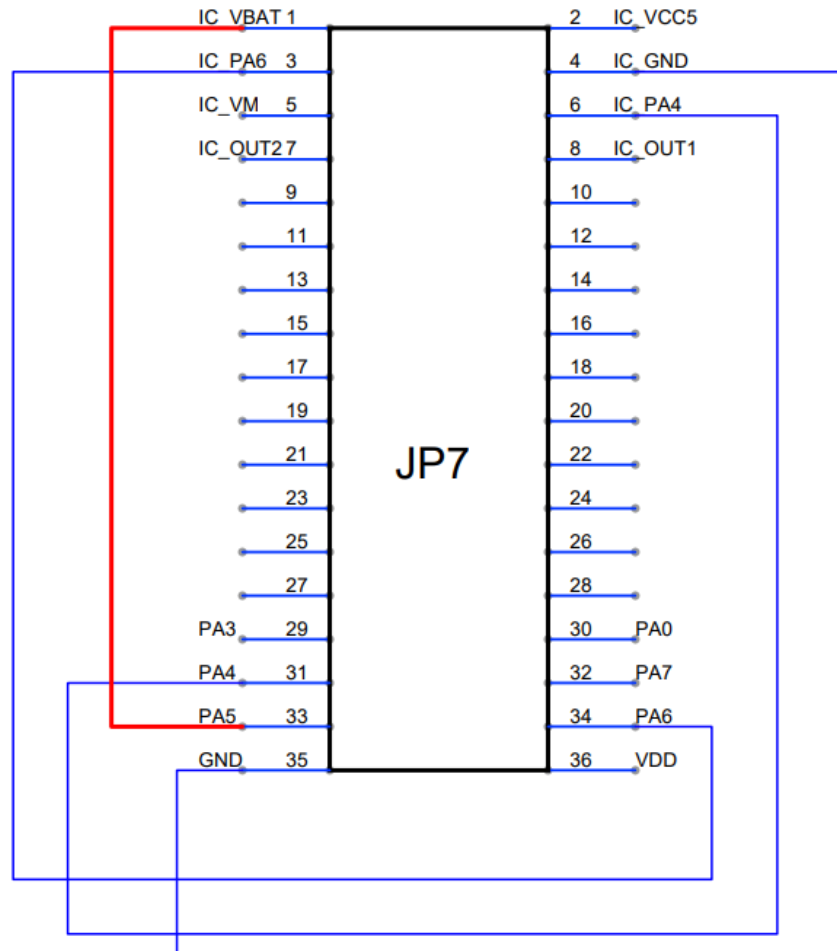 IC_VBAT 1 2 IC_VCC5
IC_PA6 3 4 IC_GND
IC_VM 5 6 IC_PA4
IC_OUT2 7 8 IC_OUT1
9 10
11 12
13 14
15 16
17 18
19 20
21 22
JP7
23 24
25 26
27 28
PA3 29 30 PA0
PA4 31 32 PA7
PA5 33 34 PA6
GND 35 36 VDD